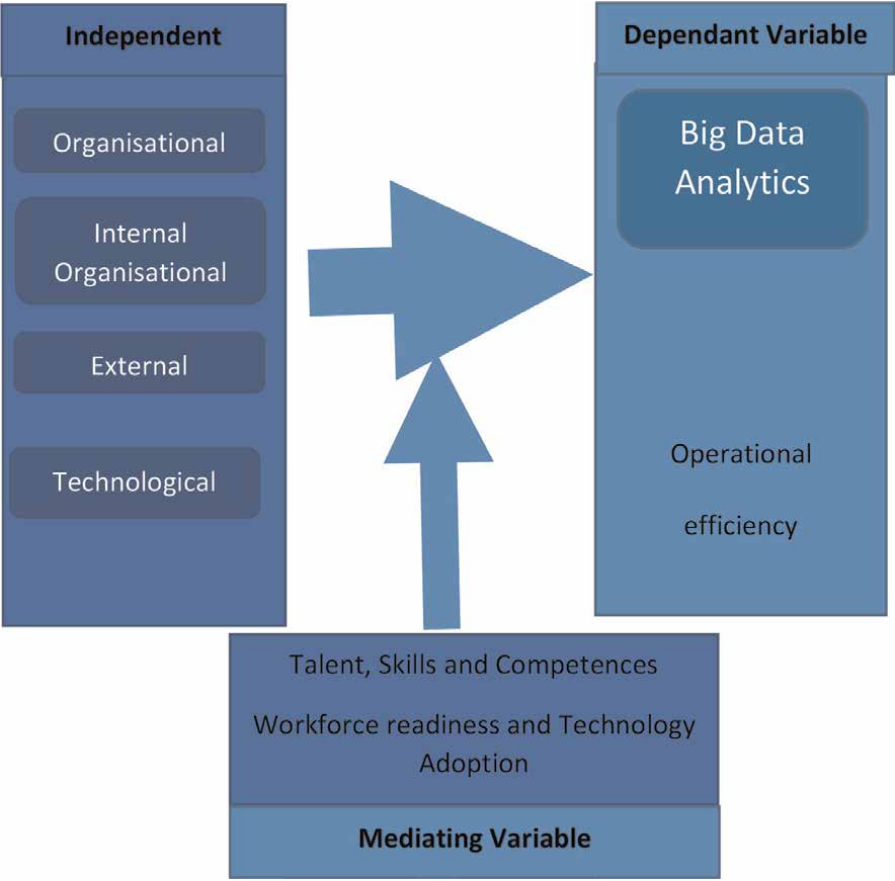 Independent
Organisational
Internal
Organisational
External
Technological
Dependant Variable
Big Data
Analytics
Operational
efficiency
Talent, Skills and Competences
Workforce readiness and Technology
Adoption
Mediating Variable